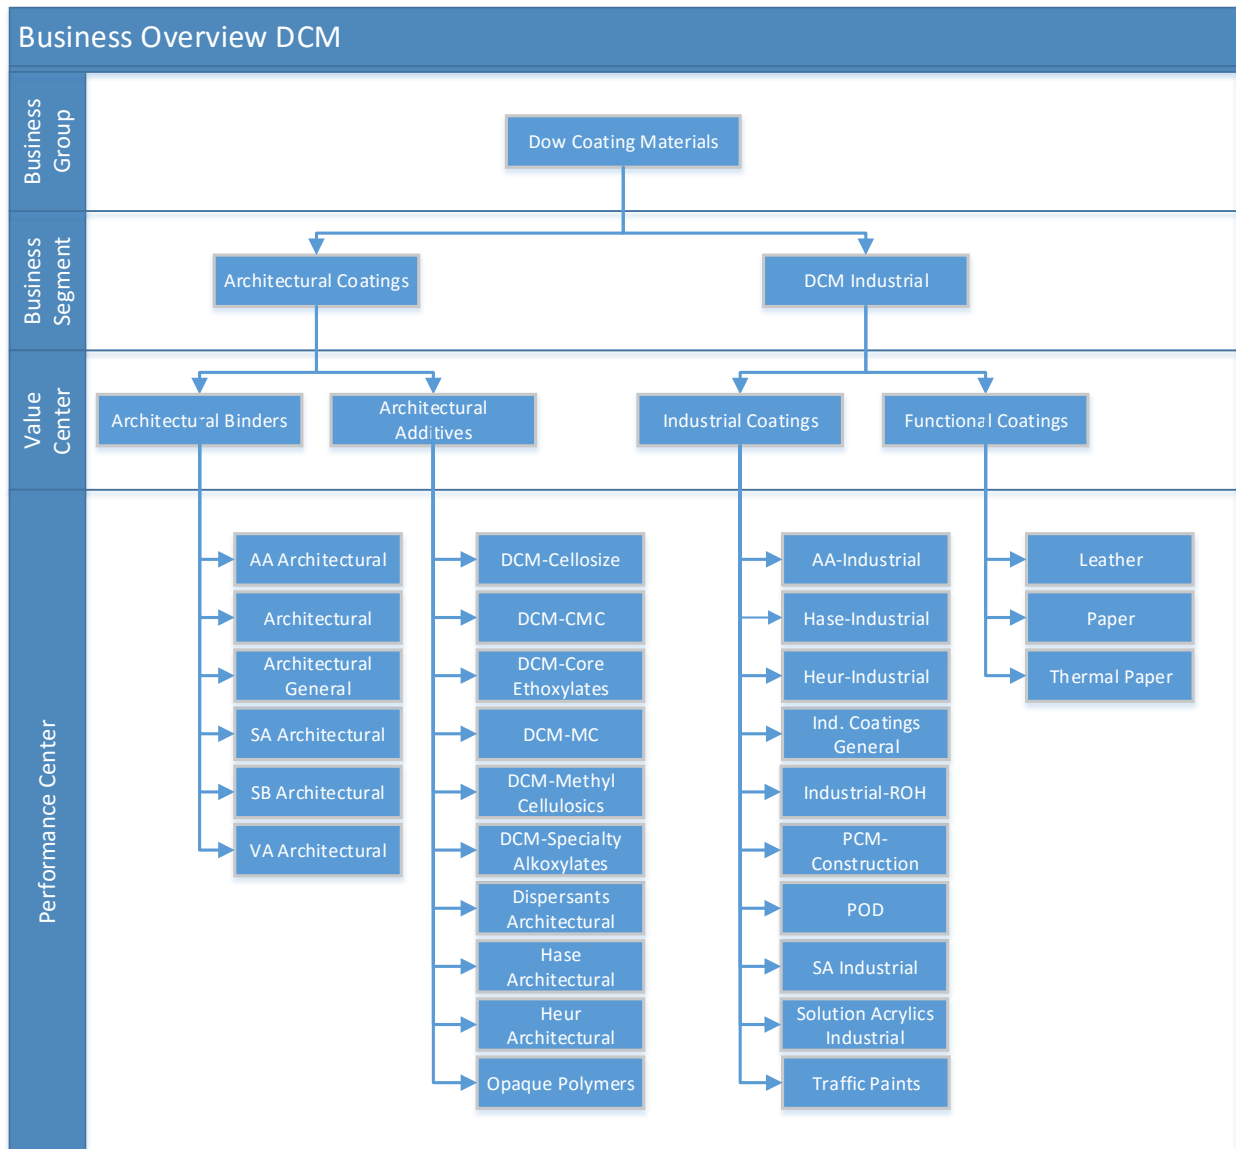 Business Overview DCM
Business
Group
Dow Coating Materials
Business
Segment
Architectural Coatings
DCM Industrial
Value
Center
Architectural Binders
Architectural
Additives
Industrial Coatings
Functional Coatings
Performance Center
AA Architectural
Architectural
Architectural
General
SA Architectural
SB Architectural
VA Architectural
DCM-Cellosize
DCM-CMC
DCM-Core
Ethoxylates
DCM-MC
DCM-Methyl
Cellulosics
DCM-Specialty
Alkoxylates
Dispersants
Architectural
Hase
Architectural
Heur
Architectural
Opaque Polymers
AA-Industrial
Hase-Industrial
Heur-Industrial
Ind. Coatings
General
Industrial-ROH
PCM-
Construction
POD
SA Industrial
Solution Acrylics
Industrial
Traffic Paints
Leather
Paper
Thermal Paper